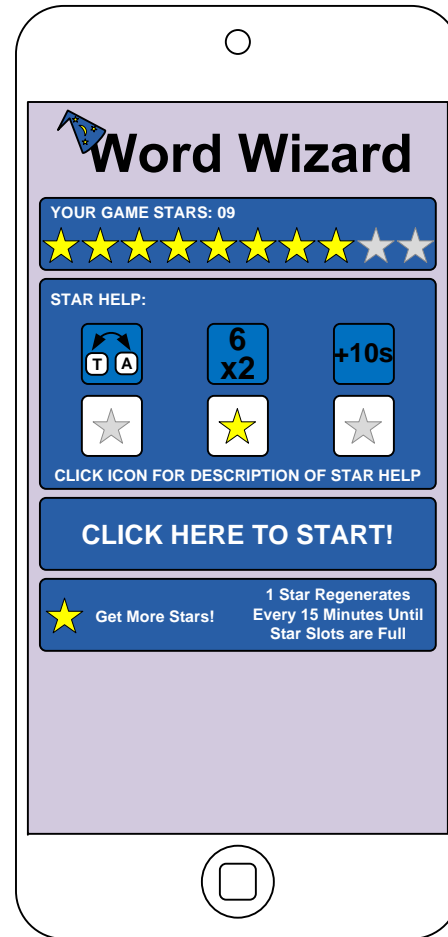 Word Wizard
YOUR GAME STARS: 09
STAR HELP:
T A
6
x2
+10s
CLICK ICON FOR DESCRIPTION OF STAR HELP
CLICK HERE TO START!
Get More Stars!
1 Star Regenerates
Every 15 Minutes Until
Star Slots are Full